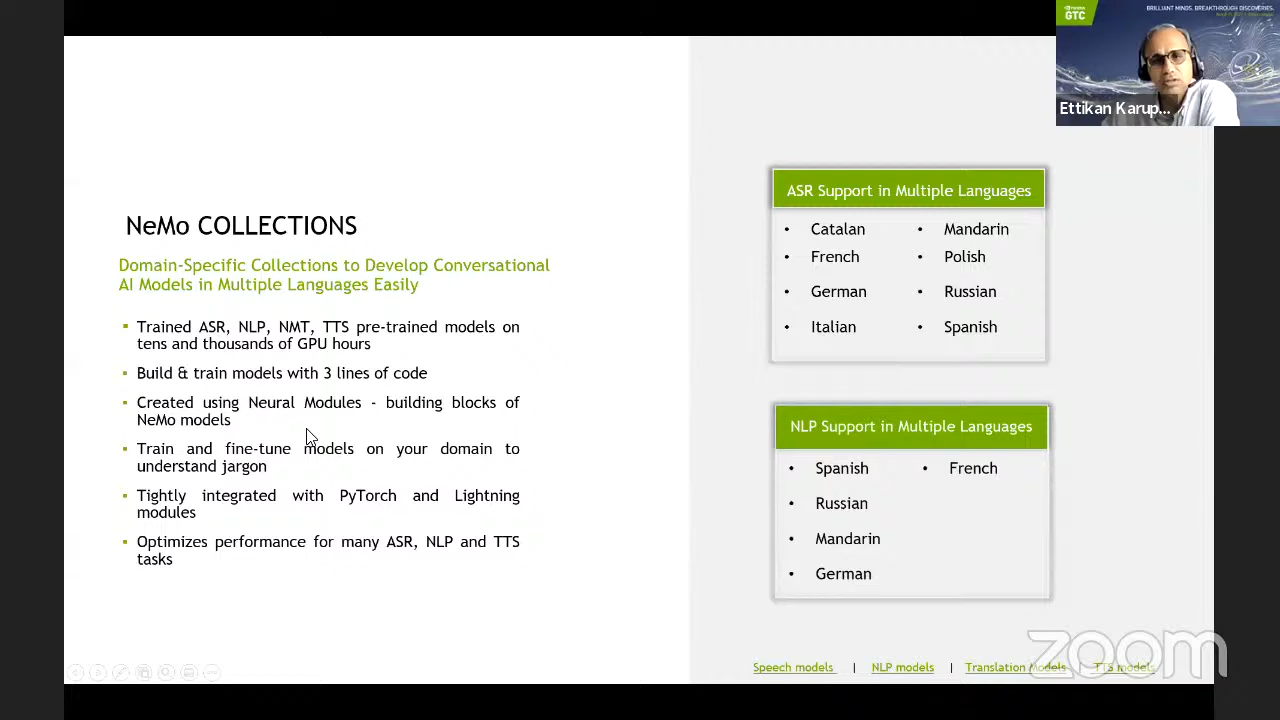 NVIDIA
GTC
BRILLIANT MINDS. BREAKTHROUGH DISCOVERIES.
Ettikan Karup...
NeMo COLLECTIONS
Domain-Specific Collections to Develop Conversational
AI Models in Multiple Languages Easily
▪ Trained ASR, NLP, NMT, TTS pre-trained models on
tens and thousands of GPU hours
▪ Build & train models with 3 lines of code
▪ Created using Neural Modules - building blocks of
NeMo models
▪ Train and fine-tune models on your domain to
understand jargon
▪ Tightly integrated with PyTorch and Lightning
modules
▪ Optimizes performance for many ASR, NLP and TTS
tasks
ASR Support in Multiple Languages
• Catalan • Mandarin
• French • Polish
• German • Russian
• Italian • Spanish
NLP Support in Multiple Languages
• Spanish • French
• Russian
• Mandarin
• German
Speech models | NLP models | Translation Models TTS models
zoom